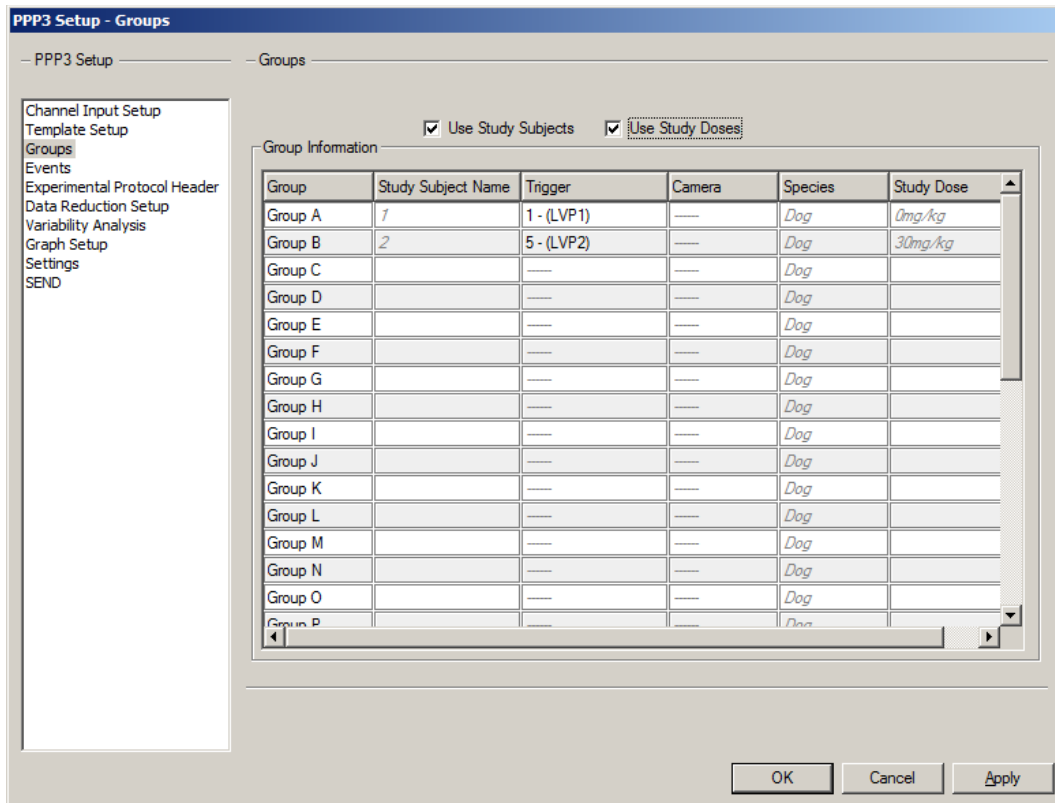 PPP3 Setup - Groups
PPP3 Setup
Groups
Channel Input Setup
Template Setup
Groups
Events
Experimental Protocol Header
Data Reduction Setup
Variability Analysis
Graph Setup
Settings
SEND
Use Study Subjects Use Study Doses
Group Information
Group Study Subject Name Trigger Camera Species Study Dose
Group A 1 1 - (LVP1) ------ Dog 0mg/kg
Group B 2 5 - (LVP2) ------ Dog 30mg/kg
Group C ------ ------ Dog
Group D ------ ------ Dog
Group E ------ ------ Dog
Group F ------ ------ Dog
Group G ------ ------ Dog
Group H ------ ------ Dog
Group I ------ ------ Dog
Group J ------ ------ Dog
Group K ------ ------ Dog
Group L ------ ------ Dog
Group M ------ ------ Dog
Group N ------ ------ Dog
Group O ------ ------ Dog
Group P ------ ------ Dog
OK Cancel Apply